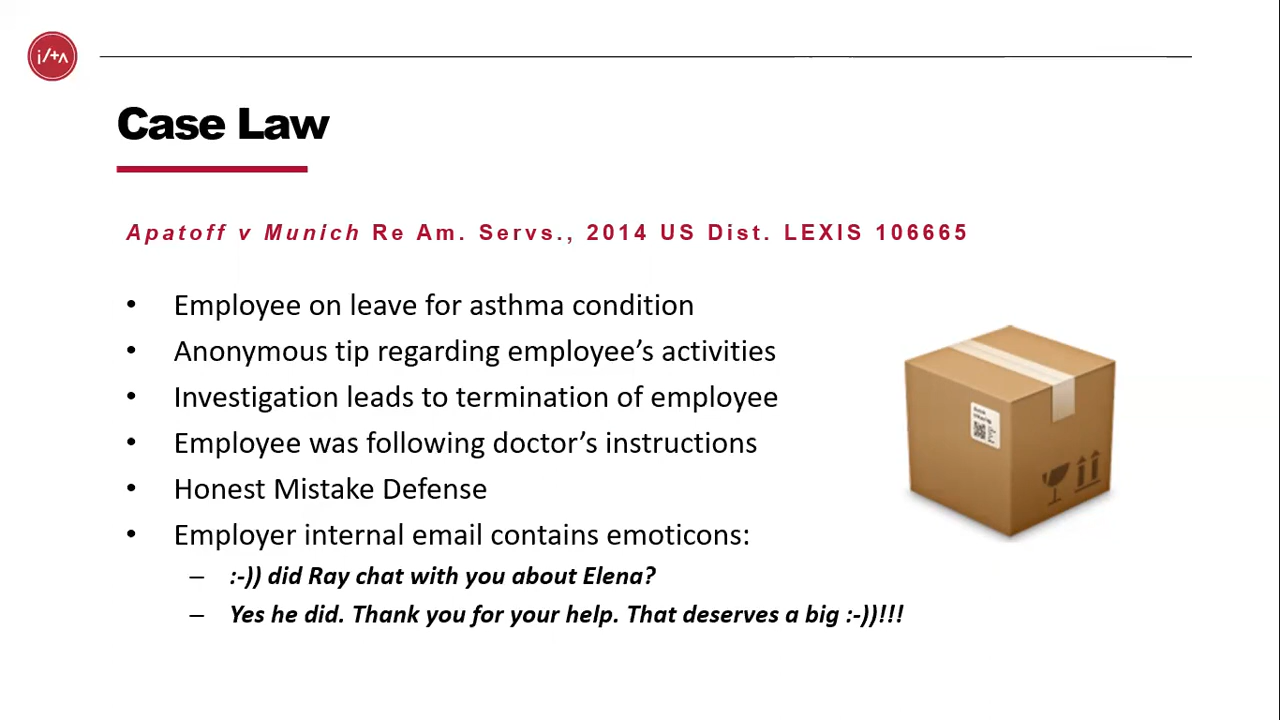 i/t∧
Case Law
Apatoff v Munich Re Am. Servs., 2014 US Dist. LEXIS 106665
• Employee on leave for asthma condition
• Anonymous tip regarding employee’s activities
• Investigation leads to termination of employee
• Employee was following doctor’s instructions
• Honest Mistake Defense
• Employer internal email contains emoticons:
– :-)) did Ray chat with you about Elena?
– Yes he did. Thank you for your help. That deserves a big :-))!!!